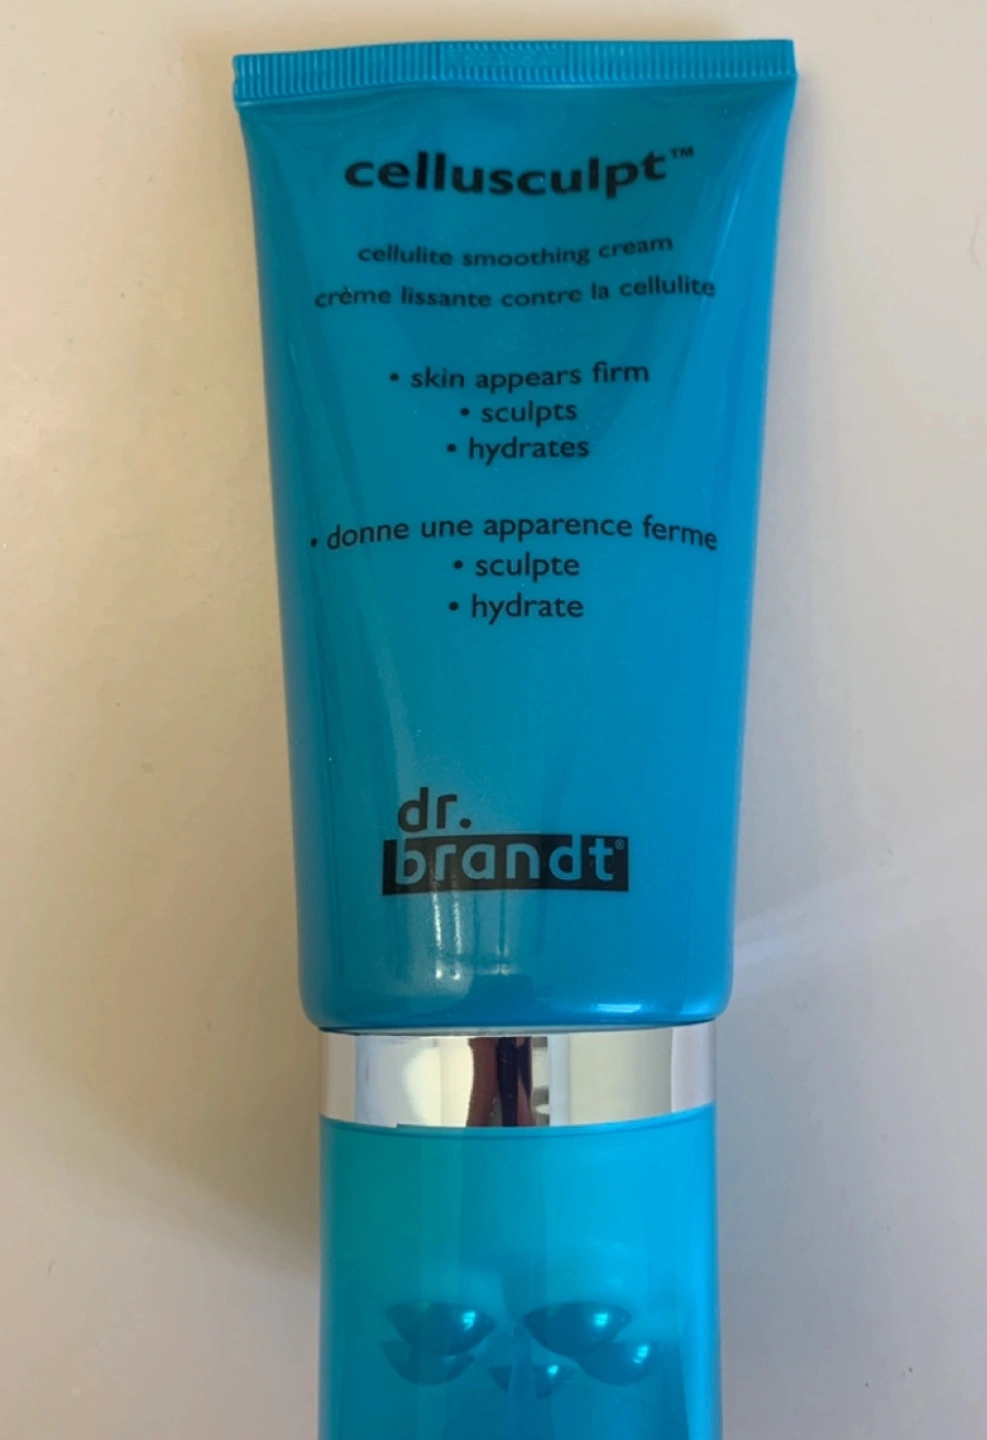 cellusculpt™
cellulite smoothing cream
crème lissante contre la cellulite
• skin appears firm
• sculpts
• hydrates
• donne une apparence ferme
• sculpte
• hydrate
dr.
brandt®